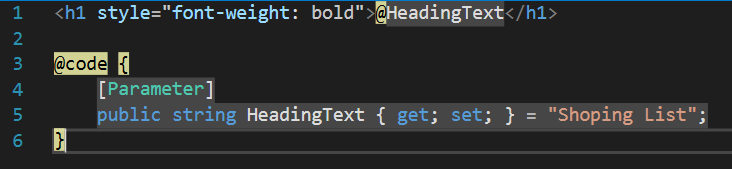 1 <h1 style="font-weight: bold">@HeadingText</h1>
2
3 @code {
4 [Parameter]
5 public string HeadingText { get; set; } = "Shoping List";
6 }